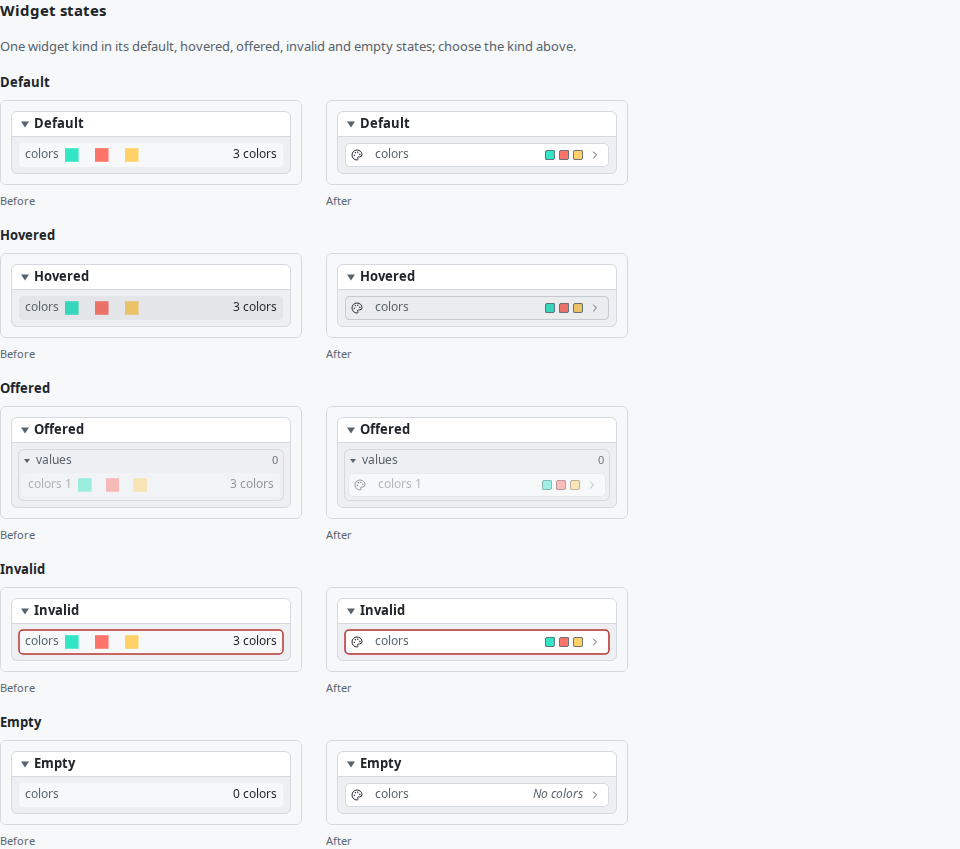 Widget states
One widget kind in its default, hovered, offered, invalid and empty states; choose the kind above.
Default
Default
colors 3 colors
Before
Default
colors
After
Hovered
Hovered
colors 3 colors
Before
Hovered
colors
After
Offered
Offered
values 0
colors 1 3 colors
Before
Offered
values 0
colors 1
After
Invalid
Invalid
colors 3 colors
Before
Invalid
colors
After
Empty
Empty
colors 0 colors
Before
Empty
colors No colors
After